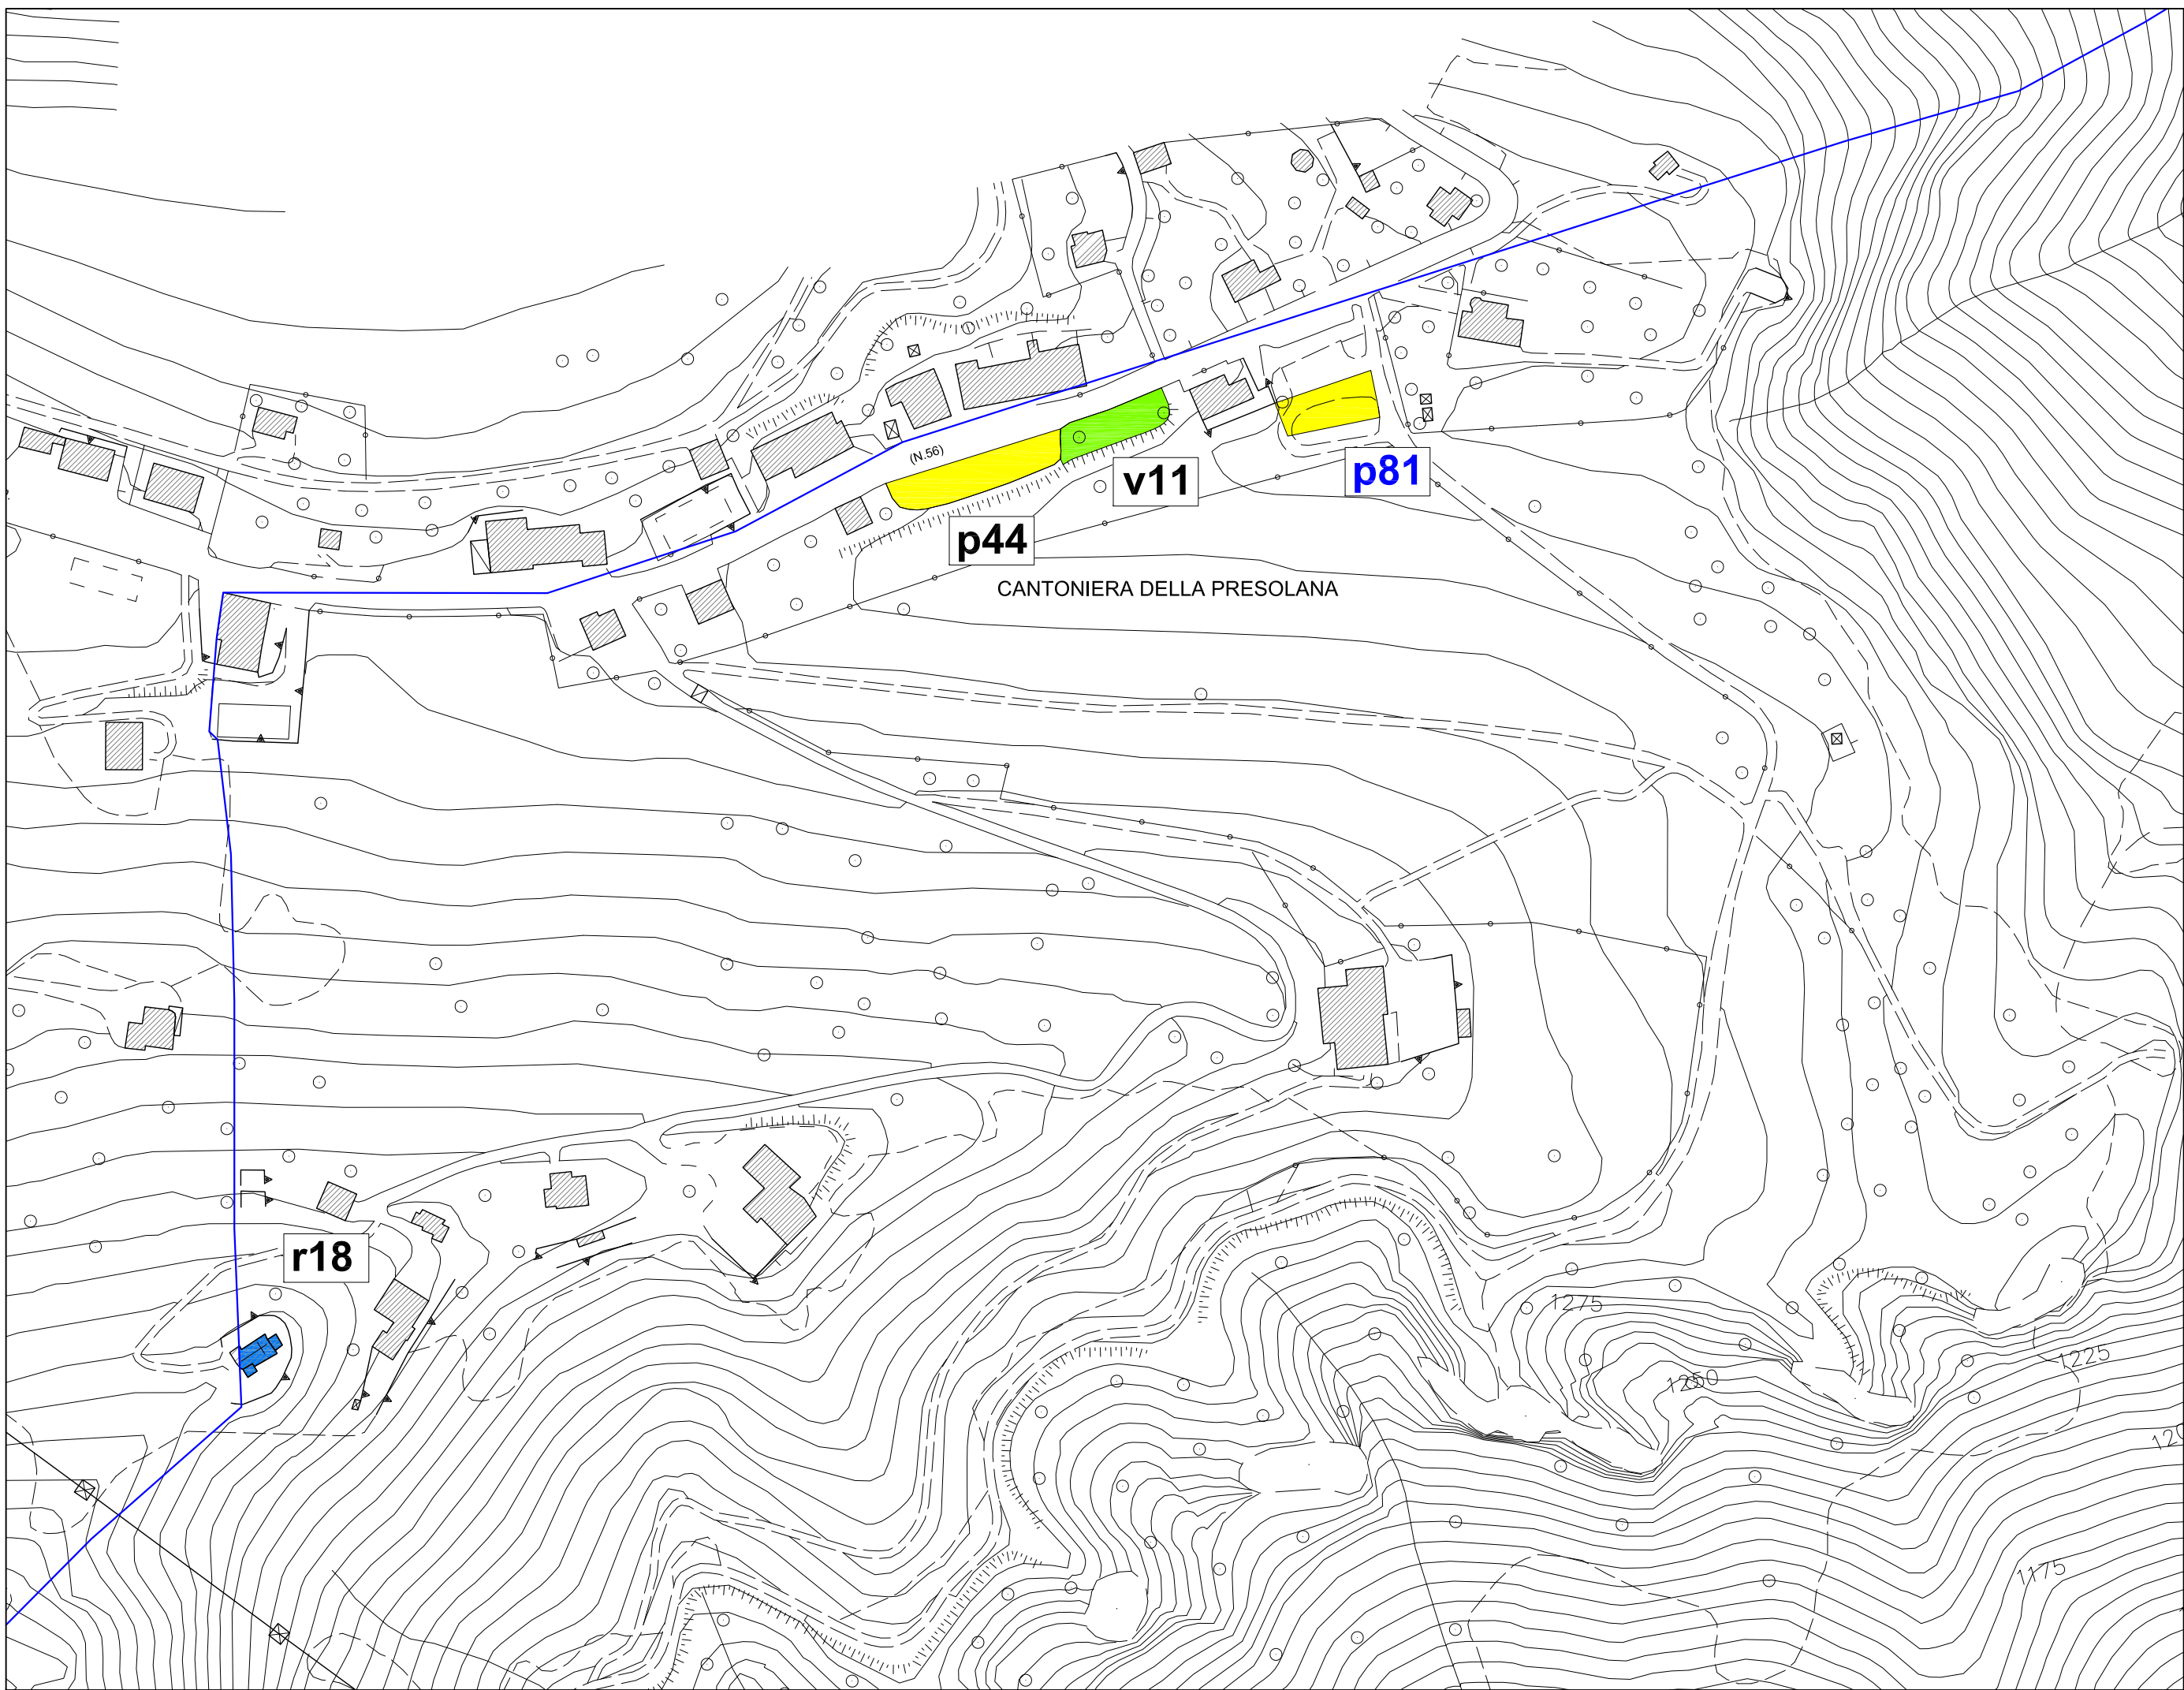 (N.56)
v11
p81
p44
CANTONIERA DELLA PRESOLANA
r18
1275
1225
1250
1175